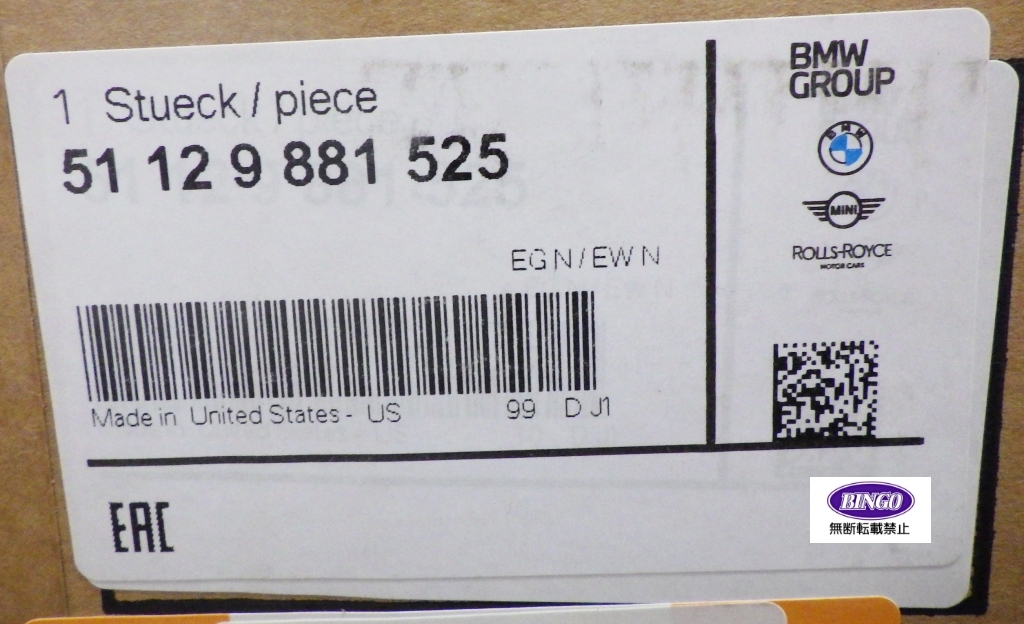 1 Stueck / piece
51 12 9 881 525
EG N / EW N
Made in United States - US 99 D J1
EAC
BMW
GROUP
BMW
MINI
ROLLS-ROYCE
MOTOR CARS
BINGO
無断転載禁止